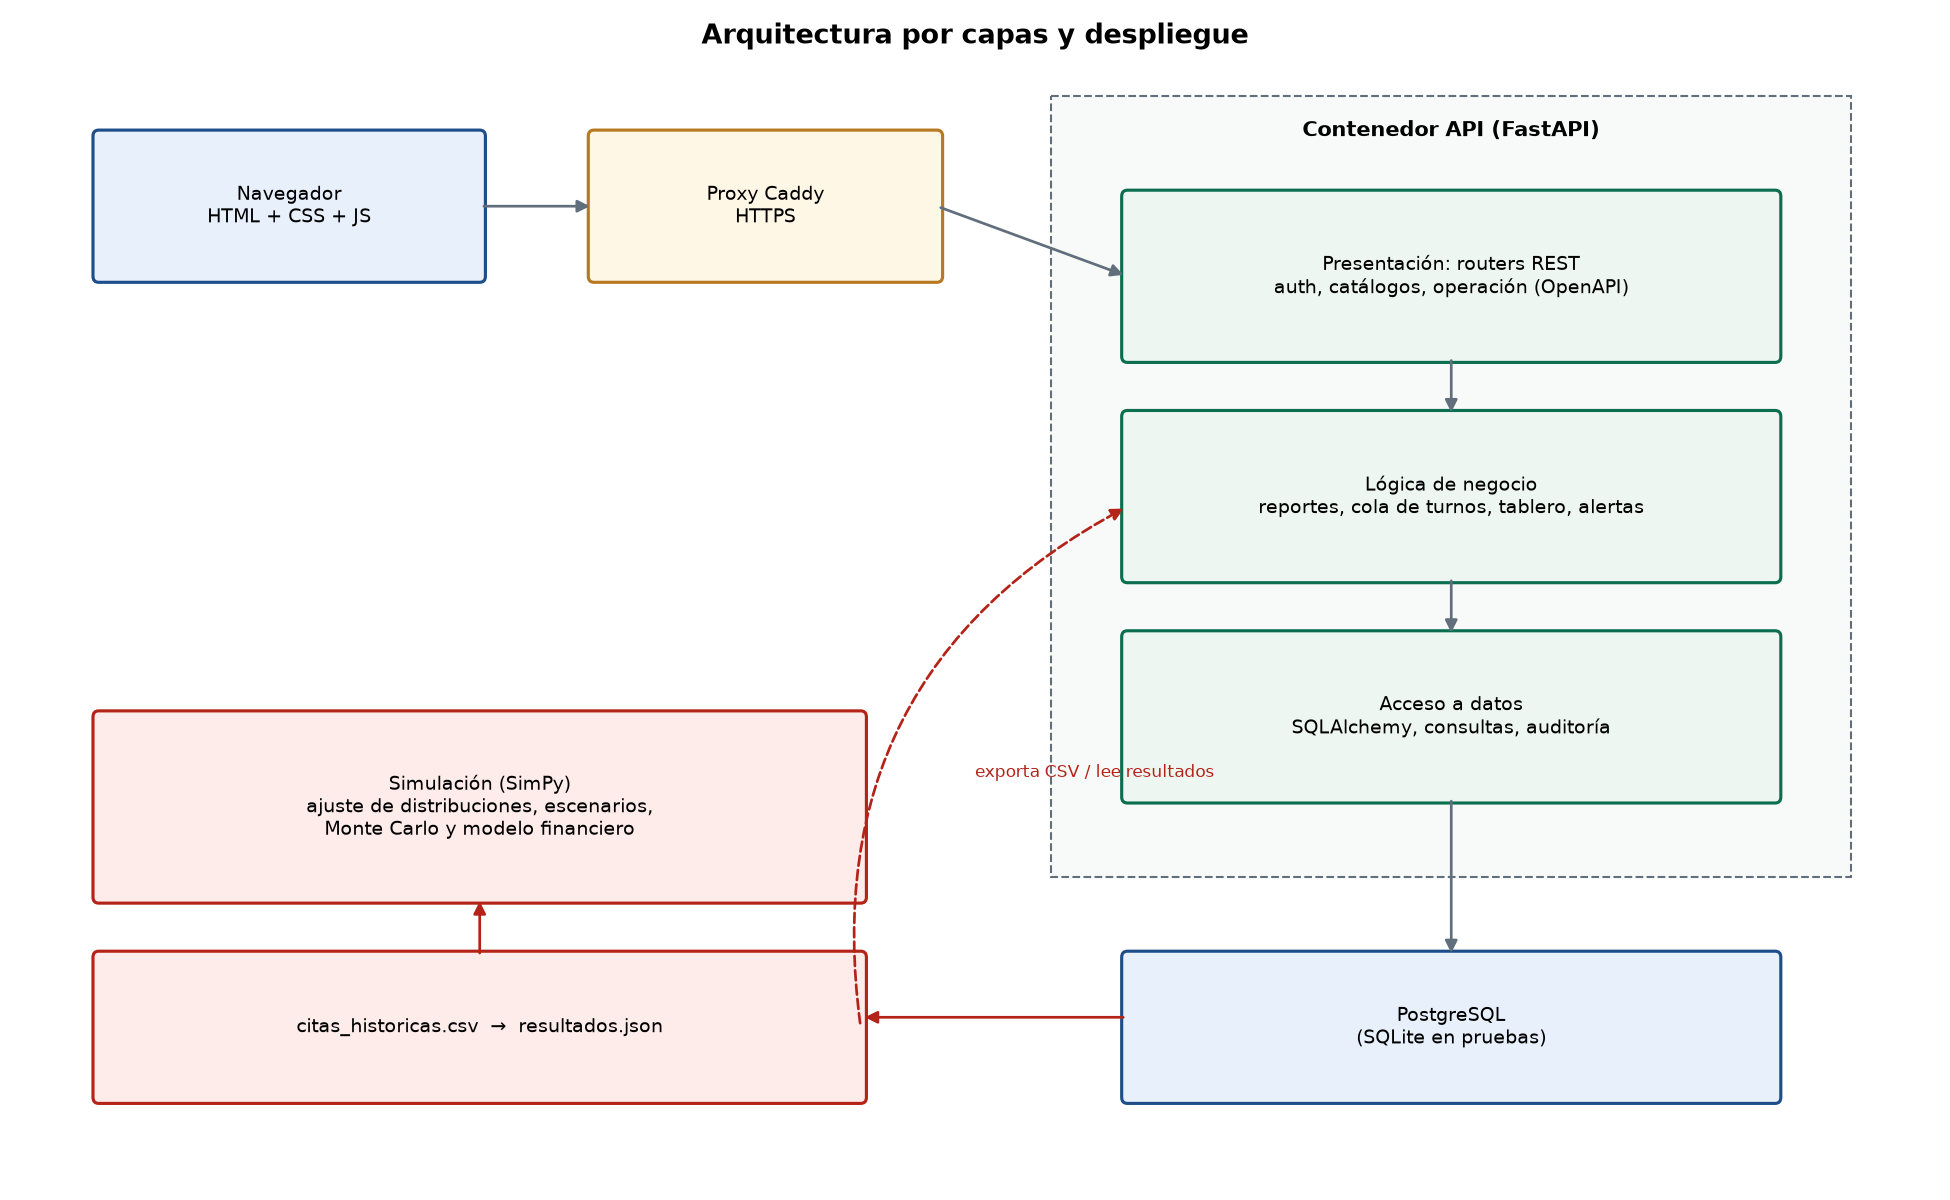 Arquitectura por capas y despliegue
Navegador
HTML + CSS + JS
Proxy Caddy
HTTPS
Contenedor API (FastAPI)
Presentación: routers REST
auth, catálogos, operación (OpenAPI)
Lógica de negocio
reportes, cola de turnos, tablero, alertas
Acceso a datos
SQLAlchemy, consultas, auditoría
exporta CSV / lee resultados
Simulación (SimPy)
ajuste de distribuciones, escenarios,
Monte Carlo y modelo financiero
citas_historicas.csv → resultados.json
PostgreSQL
(SQLite en pruebas)